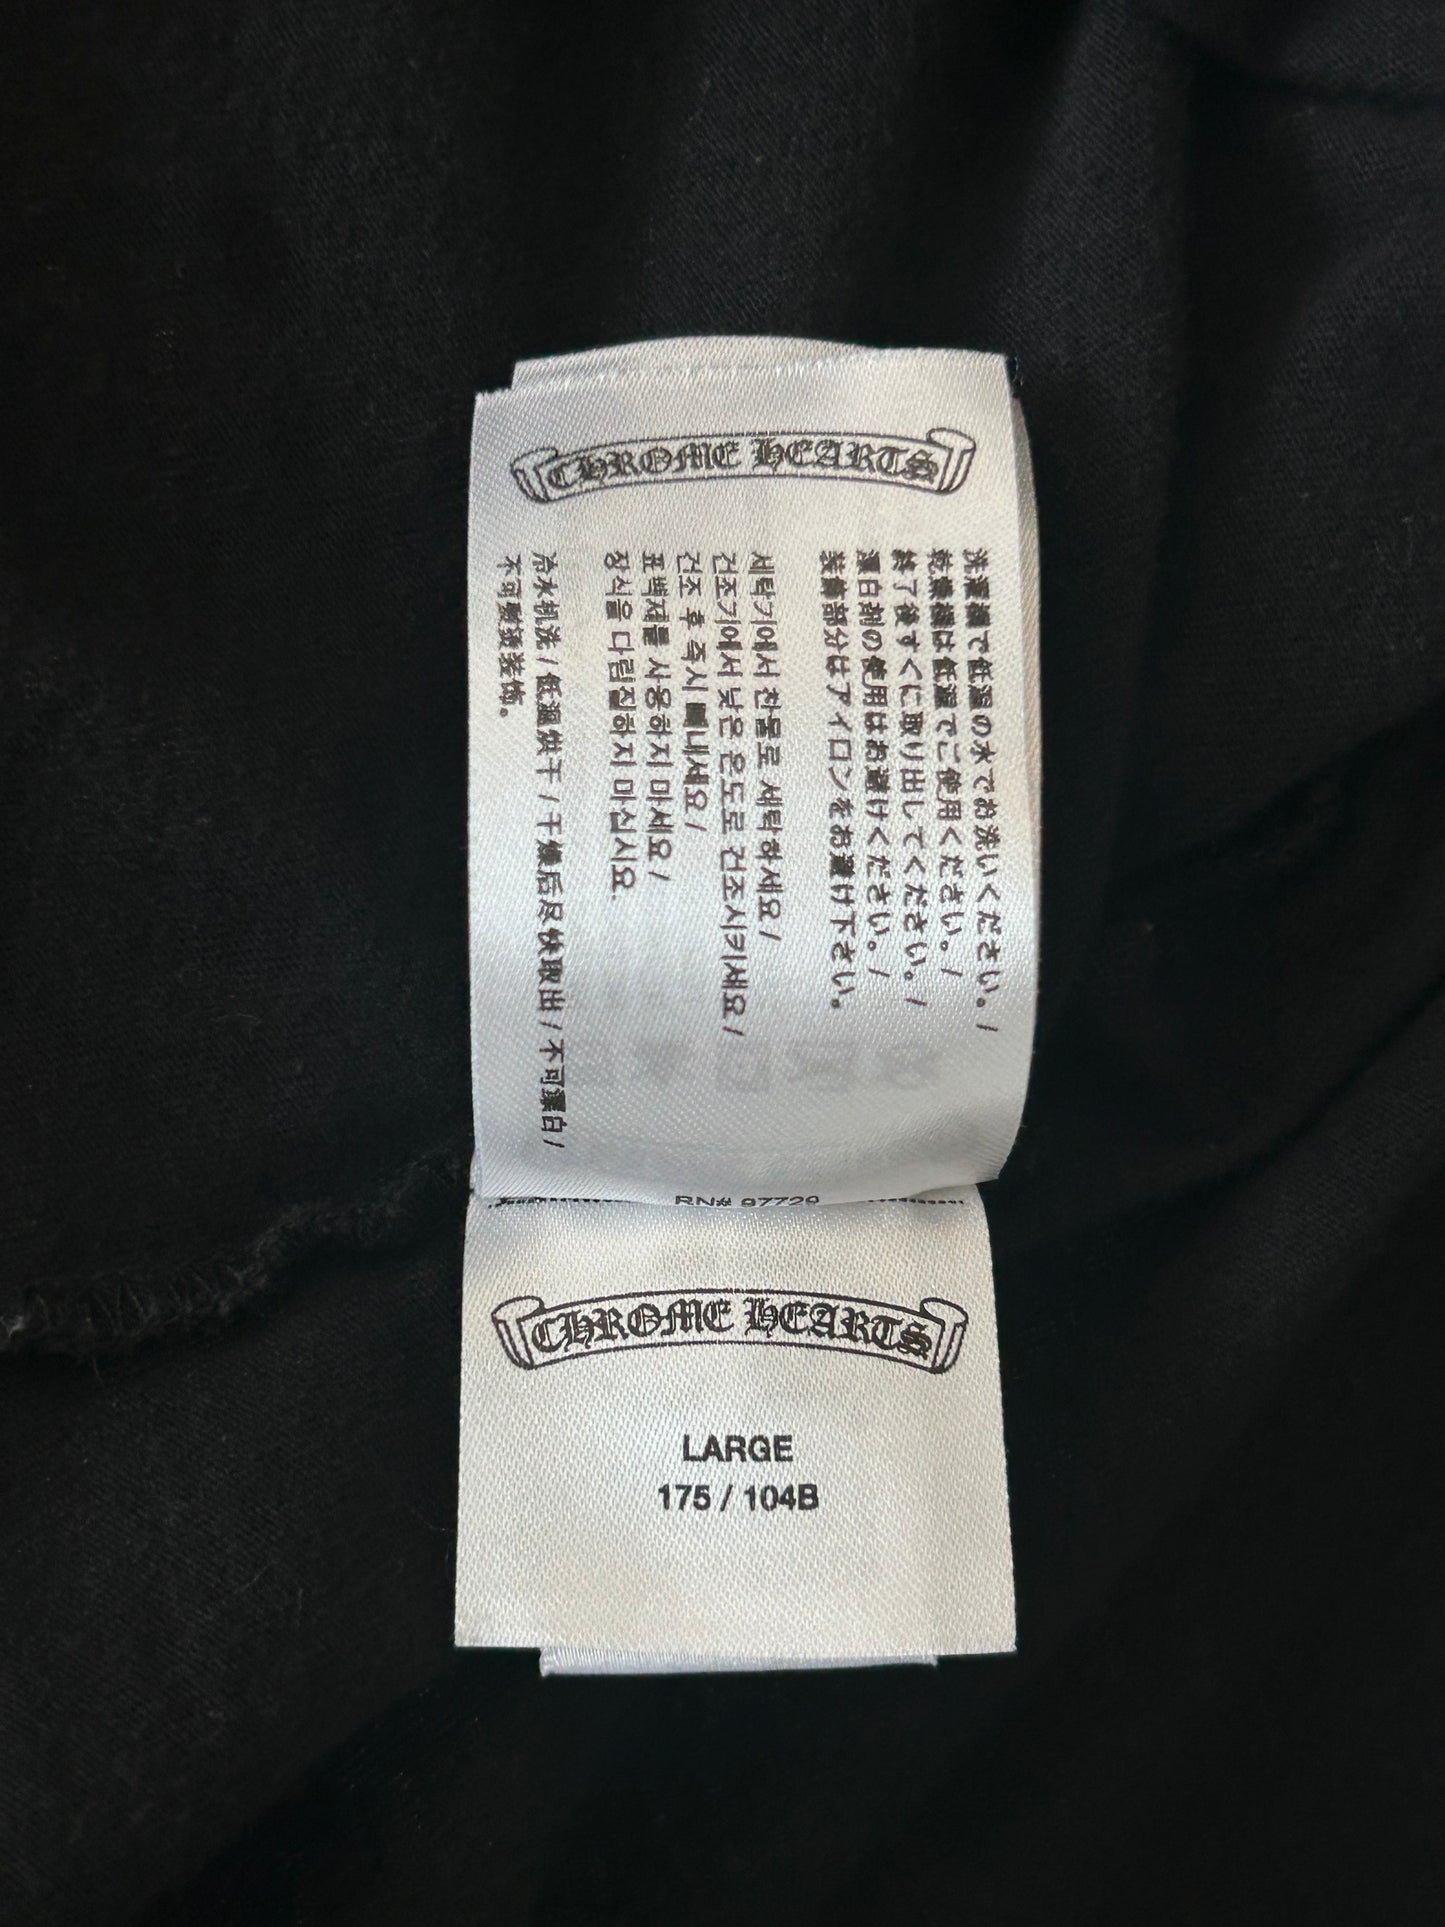 CHROME HEARTS
洗濯機で低温の水でお洗いください。/
乾燥機は低温でご使用ください。/
終了後すぐに取り出してください。/
漂白剤の使用はお避けください。/
装飾部分はアイロンをお避け下さい。
세탁기에서 찬물로 세탁하세요/
건조기에서 낮은 온도로 건조시키세요/
건조 후 즉시 빼내세요/
표백제를 사용하지 마세요/
장식을 다림질하지 마십시요.
冷水机洗/低温烘干/干燥后尽快取出/不可漂白/
不可熨烫装饰。
RN# 97729
CHROME HEARTS
LARGE
175 / 104B